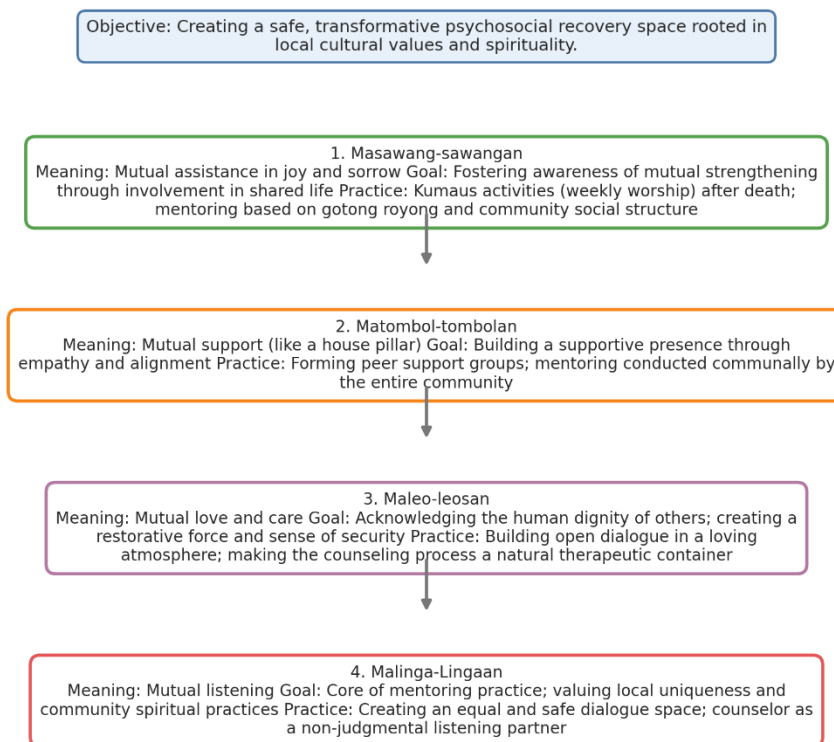 Objective: Creating a safe, transformative psychosocial recovery space rooted in
local cultural values and spirituality.
1. Masawang-sawangan
Meaning: Mutual assistance in joy and sorrow Goal: Fostering awareness of mutual strengthening
through involvement in shared life Practice: Kumaus activities (weekly worship) after death;
mentoring based on gotong royong and community social structure
2. Matombol-tombolan
Meaning: Mutual support (like a house pillar) Goal: Building a supportive presence through
empathy and alignment Practice: Forming peer support groups; mentoring conducted communally by
the entire community
3. Maleo-leosan
Meaning: Mutual love and care Goal: Acknowledging the human dignity of others; creating a
restorative force and sense of security Practice: Building open dialogue in a loving
atmosphere; making the counseling process a natural therapeutic container
4. Malinga-Lingaan
Meaning: Mutual listening Goal: Core of mentoring practice; valuing local uniqueness and
community spiritual practices Practice: Creating an equal and safe dialogue space; counselor as
a non-judgmental listening partner